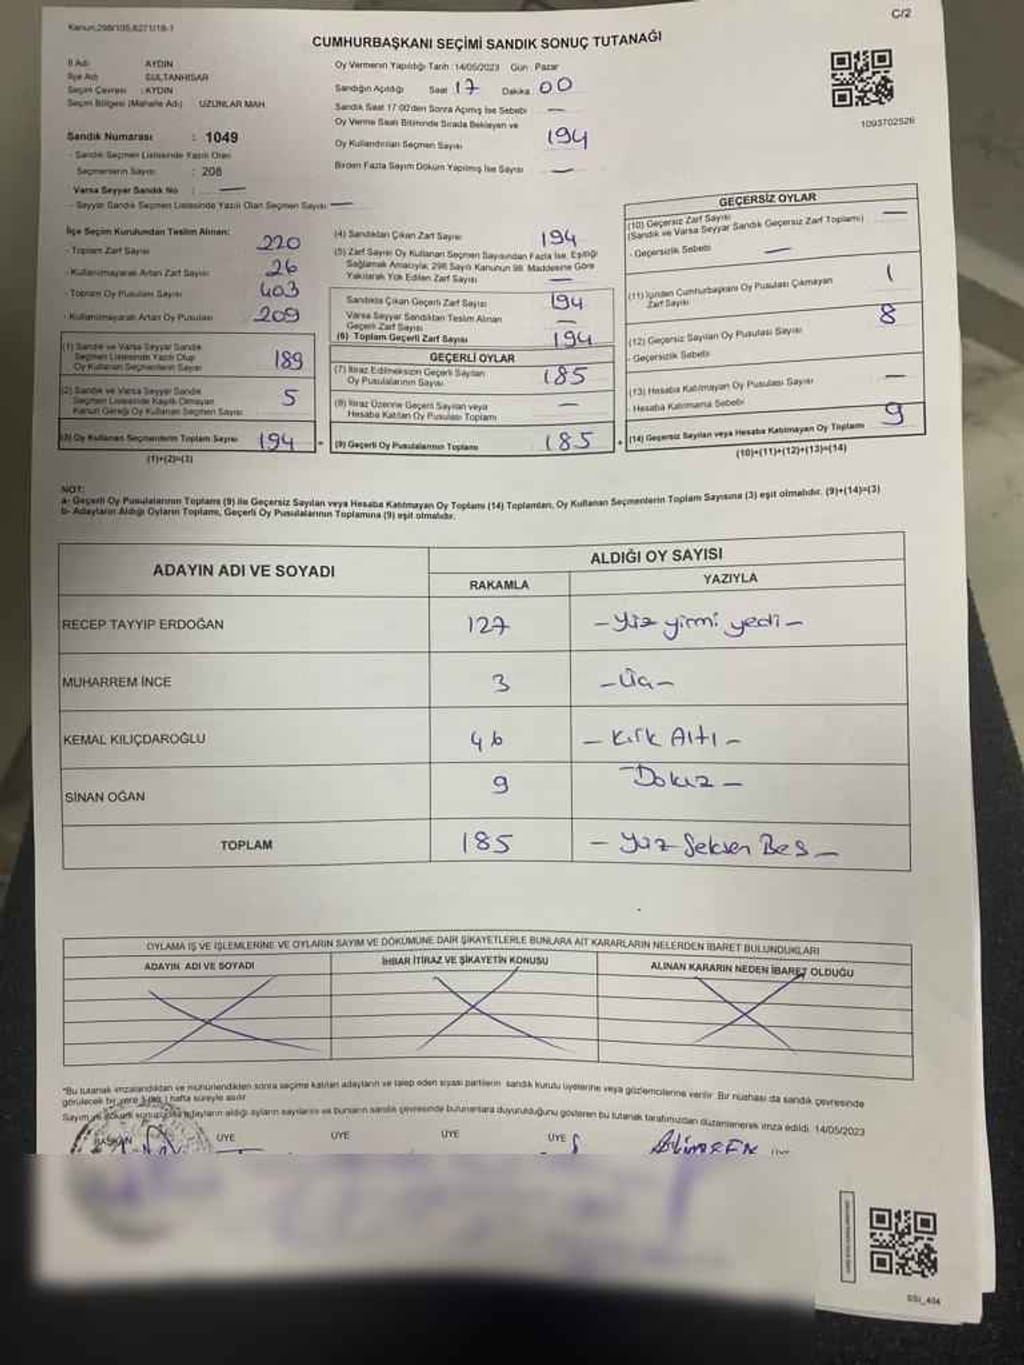 Kanun:298/105,6271/18-1
C/2
CUMHURBAŞKANI SEÇİMİ SANDIK SONUÇ TUTANAĞI
İl Adı AYDIN
İlçe Adı SULTANHİSAR
Seçim Çevresi : AYDIN
Seçim Bölgesi (Mahalle Adı) UZUNLAR MAH
Sandık Numarası : 1049
- Sandık Seçmen Listesinde Yazılı Olan
Seçmenlerin Sayısı : 208
Varsa Seyyar Sandık No : —
- Seyyar Sandık Seçmen Listesinde Yazılı Olan Seçmen Sayısı —
Oy Vermenin Yapıldığı Tarih : 14/05/2023 Gün : Pazar
Sandığın Açıldığı Saat 17 Dakika 00
Sandık Saat 17:00'den Sonra Açılmış İse Sebebi —
Oy Verme Saati Bitiminde Sırada Bekleyen ve
Oy Kullandırılan Seçmen Sayısı 194
Birden Fazla Sayım Döküm Yapılmış İse Sayısı —
1093702526
İlçe Seçim Kurulundan Teslim Alınan:
- Toplam Zarf Sayısı 220
- Kullanılmayarak Artan Zarf Sayısı 26
- Toplam Oy Pusulası Sayısı 403
- Kullanılmayarak Artan Oy Pusulası 209
(1) Sandık ve Varsa Seyyar Sandık
Seçmen Listesinde Yazılı Olup
Oy Kullanan Seçmenlerin Sayısı 189
(2) Sandık ve Varsa Seyyar Sandık
Seçmen Listesinde Kayıtlı Olmayan
Kanun Gereği Oy Kullanan Seçmen Sayısı 5
(3) Oy Kullanan Seçmenlerin Toplam Sayısı 194
(1)+(2)=(3)
(4) Sandıktan Çıkan Zarf Sayısı 194
(5) Zarf Sayısı Oy Kullanan Seçmen Sayısından Fazla İse, Eşitliği
Sağlamak Amacıyla, 298 Sayılı Kanunun 98. Maddesine Göre
Yakılarak Yok Edilen Zarf Sayısı —
Sandıkta Çıkan Geçerli Zarf Sayısı 194
Varsa Seyyar Sandıktan Teslim Alınan
Geçerli Zarf Sayısı —
(6) Toplam Geçerli Zarf Sayısı 194
GEÇERLİ OYLAR
(7) İtiraz Edilmeksizin Geçerli Sayılan
Oy Pusulalarının Sayısı 185
(8) İtiraz Üzerine Geçerli Sayılan veya
Hesaba Katılan Oy Pusulası Toplamı —
(9) Geçerli Oy Pusulalarının Toplamı 185
GEÇERSİZ OYLAR
(10) Geçersiz Zarf Sayısı —
(Sandık ve Varsa Seyyar Sandık Geçersiz Zarf Toplamı)
- Geçersizlik Sebebi —
(11) İçinden Cumhurbaşkanı Oy Pusulası Çıkmayan
Zarf Sayısı 1
(12) Geçersiz Sayılan Oy Pusulası Sayısı 8
- Geçersizlik Sebebi
(13) Hesaba Katılmayan Oy Pusulası Sayısı —
- Hesaba Katılmama Sebebi
(14) Geçersiz Sayılan veya Hesaba Katılmayan Oy Toplamı 9
(10)+(11)+(12)+(13)=(14)
NOT:
a- Geçerli Oy Pusulalarının Toplamı (9) ile Geçersiz Sayılan veya Hesaba Katılmayan Oy Toplamı (14) Toplamları, Oy Kullanan Seçmenlerin Toplam Sayısına (3) eşit olmalıdır. (9)+(14)=(3)
b- Adayların Aldığı Oyların Toplamı, Geçerli Oy Pusulalarının Toplamına (9) eşit olmalıdır.
ADAYIN ADI VE SOYADI ALDIĞI OY SAYISI
RAKAMLA YAZIYLA
RECEP TAYYIP ERDOĞAN 127 – Yüz yirmi yedi –
MUHARREM İNCE 3 – Üç –
KEMAL KILIÇDAROĞLU 46 – Kırk Altı –
SİNAN OĞAN 9 – Dokuz –
TOPLAM 185 – Yüz Seksen Beş –
OYLAMA İŞ VE İŞLEMLERİNE VE OYLARIN SAYIM VE DÖKÜMÜNE DAİR ŞİKAYETLERLE BUNLARA AİT KARARLARIN NELERDEN İBARET BULUNDUKLARI
ADAYIN ADI VE SOYADI İHBAR İTİRAZ VE ŞİKAYETİN KONUSU ALINAN KARARIN NEDEN İBARET OLDUĞU
*Bu tutanak imzalandıktan ve mühürlendikten sonra seçime katılan adayların ve talep eden siyasi partilerin sandık kurulu üyelerine veya gözlemcilerine verilir. Bir nüshası da sandık çevresinde
görülecek bir yere 1 (bir) hafta süreyle asılır.
Sayım ve döküm sonucunda adayların aldığı oyların sayılarını ve bunların sandık çevresinde bulunanlara duyurulduğunu gösteren bu tutanak tarafımızdan düzenlenerek imza edildi. 14/05/2023
BAŞKAN ÜYE ÜYE ÜYE ÜYE
SSI_404